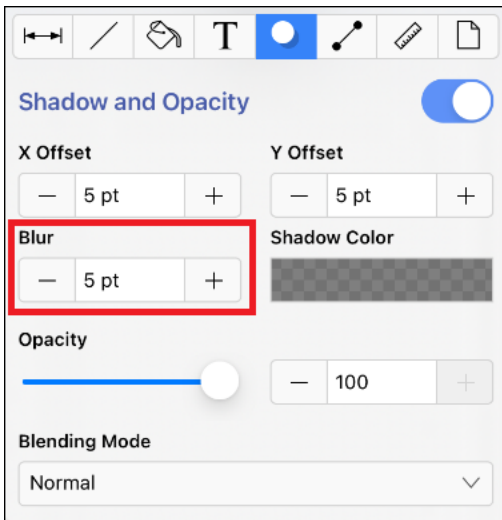 T
Shadow and Opacity
X Offset Y Offset
5 pt 5 pt
Blur Shadow Color
5 pt
Opacity
100
Blending Mode
Normal